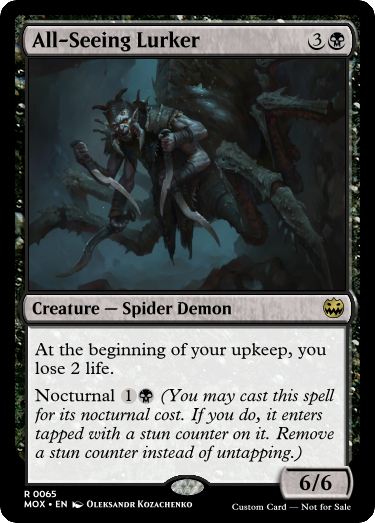 All-Seeing Lurker 3
Creature — Spider Demon
At the beginning of your upkeep, you
lose 2 life.
Nocturnal 1 (You may cast this spell
for its nocturnal cost. If you do, it enters
tapped with a stun counter on it. Remove
a stun counter instead of untapping.)
6/6
R 0065
MOX • EN Oleksandr Kozachenko
Custom Card — Not for Sale